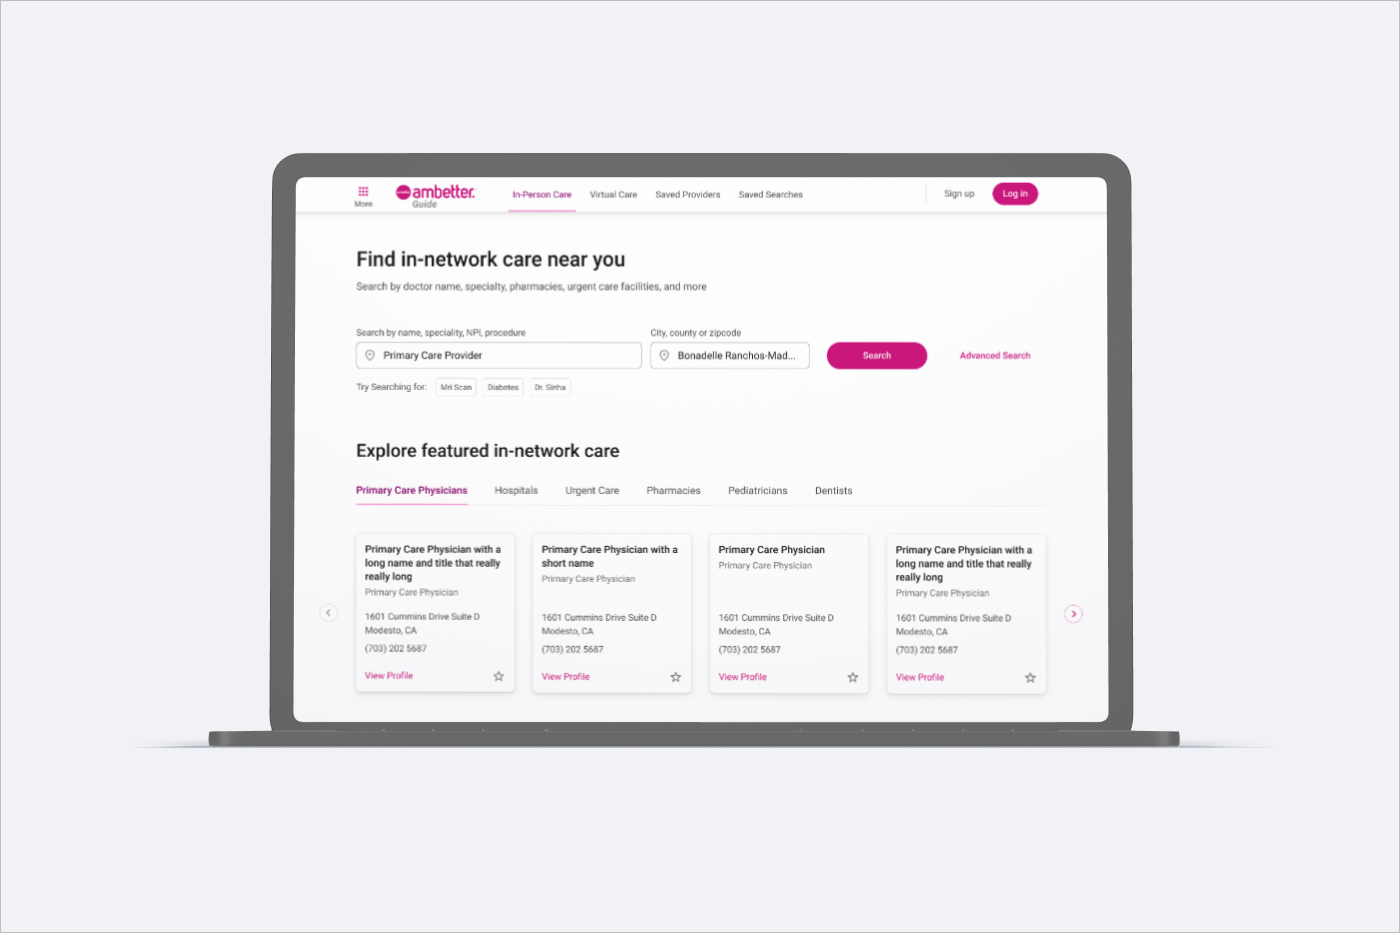 More
ambetter.
Guide
In-Person Care
Virtual Care
Saved Providers
Saved Searches
Sign up
Log in
Find in-network care near you
Search by doctor name, specialty, pharmacies, urgent care facilities, and more
Search by name, speciality, NPI, procedure
City, county or zipcode
Primary Care Provider
Bonadelle Ranchos-Mad...
Search
Advanced Search
Try Searching for:
Mri Scan
Diabetes
Dr. Sinha
Explore featured in-network care
Primary Care Physicians
Hospitals
Urgent Care
Pharmacies
Pediatricians
Dentists
Primary Care Physician with a
long name and title that really
really long
Primary Care Physician
1601 Cummins Drive Suite D
Modesto, CA
(703) 202 5687
View Profile
Primary Care Physician with a
short name
Primary Care Physician
1601 Cummins Drive Suite D
Modesto, CA
(703) 202 5687
View Profile
Primary Care Physician
Primary Care Physician
1601 Cummins Drive Suite D
Modesto, CA
(703) 202 5687
View Profile
Primary Care Physician with a
long name and title that really
really long
Primary Care Physician
1601 Cummins Drive Suite D
Modesto, CA
(703) 202 5687
View Profile